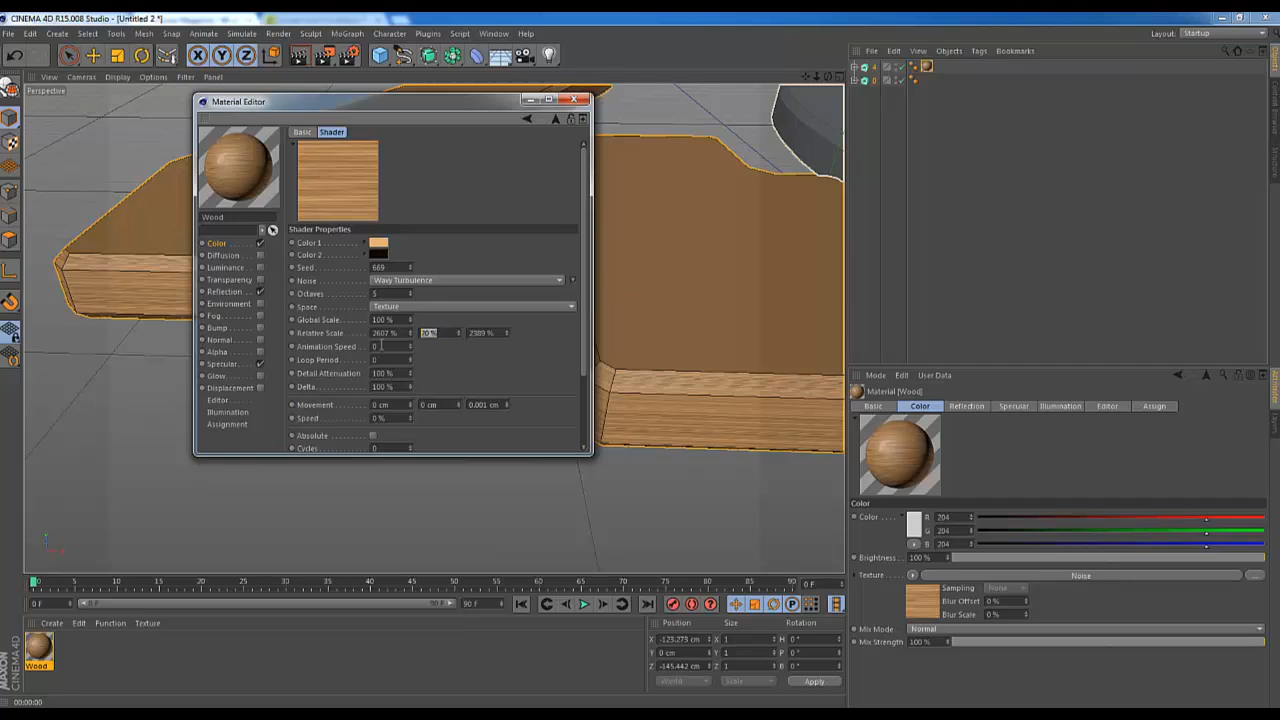 CINEMA 4D R15.008 Studio - [Untitled 2 *]
File Edit Create Select Tools Mesh Snap Animate Simulate Render Sculpt MoGraph Character Plugins Script Window Help
Layout: Startup
File Edit View Objects Tags Bookmarks
View Cameras Display Options Filter Panel
Perspective
4
0
Material Editor
Basic Shader
Wood
Color
Diffusion
Luminance
Transparency
Reflection
Environment
Fog
Bump
Normal
Alpha
Specular
Glow
Displacement
Editor
Illumination
Assignment
Shader Properties
Color 1
Color 2
Seed 669
Noise Wavy Turbulence
Octaves 5
Space Texture
Global Scale 100 %
Relative Scale 2607 % 20 % 2389 %
Animation Speed 0
Loop Period 0
Detail Attenuation 100 %
Delta 100 %
Movement 0 cm 0 cm 0.001 cm
Speed 0 %
Absolute
Cycles 0
Mode Edit User Data
Material [Wood]
Basic Color Reflection Specular Illumination Editor Assign
Color
Color R 204
G 204
B 204
Brightness 100 %
Texture Noise ...
Sampling None
Blur Offset 0 %
Blur Scale 0 %
Mix Mode Normal
Mix Strength 100 %
0 5 10 15 20 25 30 35 40 45 50 55 60 65 70 75 80 85 90 0 F
0 F 0 F 90 F 90 F
Create Edit Function Texture
Wood
Position Size Rotation
X -123.273 cm X 1 H 0 °
Y 0 cm Y 1 P 0 °
Z -145.442 cm Z 1 B 0 °
World Scale Apply
MAXON CINEMA 4D
00:00:00